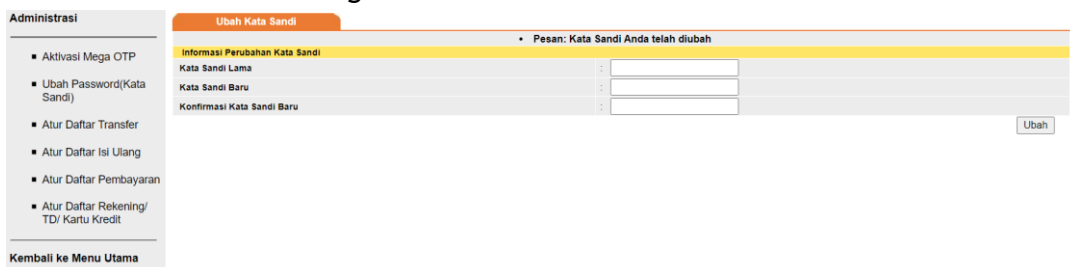 Administrasi
Aktivasi Mega OTP
Ubah Password(Kata
Sandi)
Atur Daftar Transfer
Atur Daftar Isi Ulang
Atur Daftar Pembayaran
Atur Daftar Rekening/
TD/ Kartu Kredit
Kembali ke Menu Utama
Ubah Kata Sandi
• Pesan: Kata Sandi Anda telah diubah
Informasi Perubahan Kata Sandi
Kata Sandi Lama :
Kata Sandi Baru :
Konfirmasi Kata Sandi Baru :
Ubah